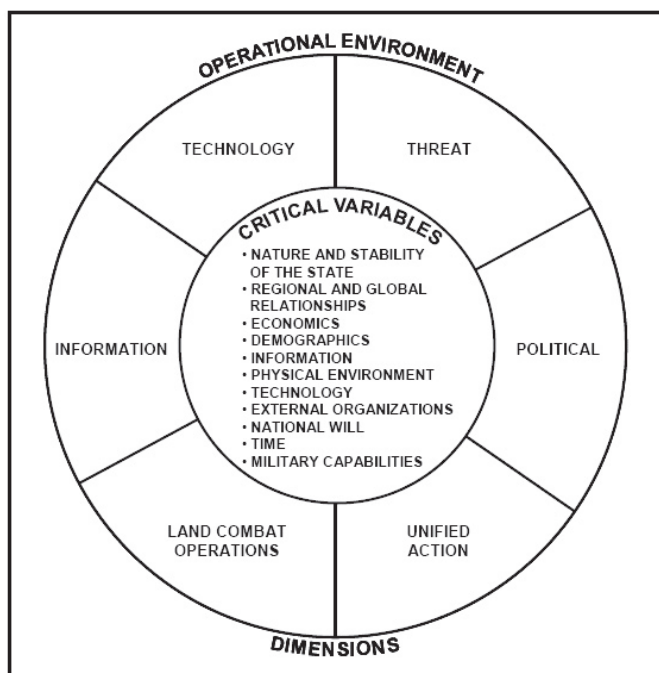 OPERATIONAL ENVIRONMENT
TECHNOLOGY
THREAT
CRITICAL VARIABLES
• NATURE AND STABILITY
OF THE STATE
• REGIONAL AND GLOBAL
RELATIONSHIPS
• ECONOMICS
• DEMOGRAPHICS
• INFORMATION
• PHYSICAL ENVIRONMENT
• TECHNOLOGY
• EXTERNAL ORGANIZATIONS
• NATIONAL WILL
• TIME
• MILITARY CAPABILITIES
INFORMATION
POLITICAL
LAND COMBAT
OPERATIONS
UNIFIED
ACTION
DIMENSIONS